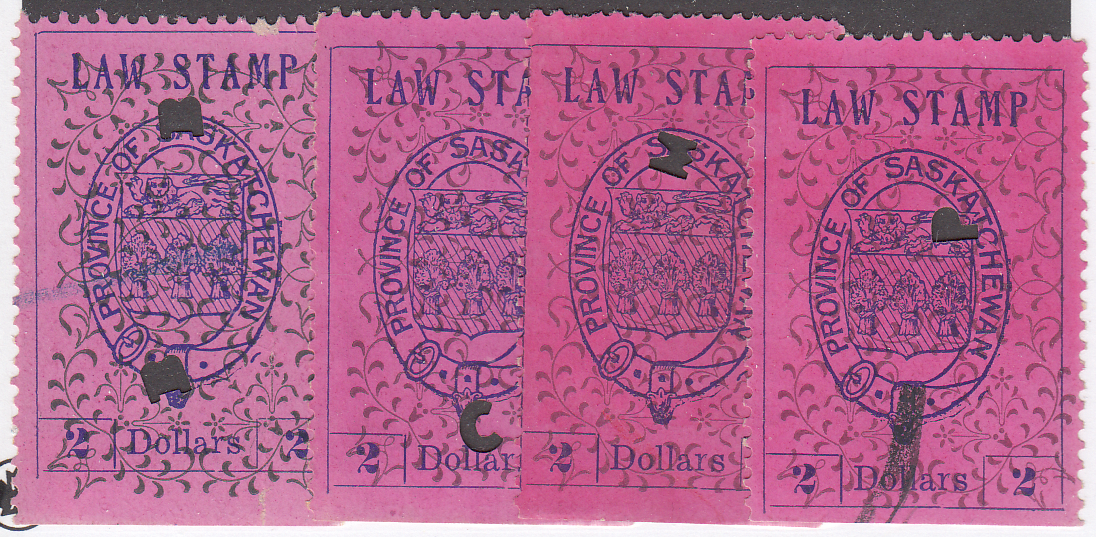 LAW STAMP
PROVINCE OF SASKATCHEWAN
2 Dollars 2
LAW STA
PROVINCE OF SASK
2 Dollar
C
LAW STA
PROVINCE OF SASKA
2 Dollars
M
LAW STAMP
PROVINCE OF SASKATCHEWAN
2 Dollars 2